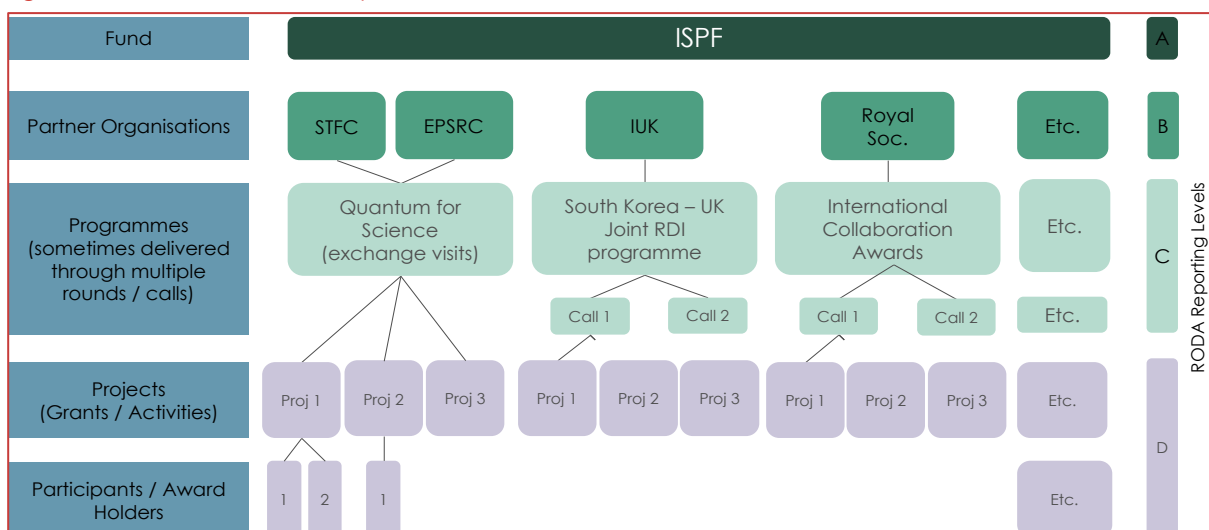 Fund
ISPF
A
Partner Organisations
STFC
EPSRC
IUK
Royal
Soc.
Etc.
B
Programmes
(sometimes delivered
through multiple
rounds / calls)
Quantum for
Science
(exchange visits)
South Korea – UK
Joint RDI
programme
International
Collaboration
Awards
Etc.
C
Call 1
Call 2
Call 1
Call 2
Etc.
RODA Reporting Levels
Projects
(Grants / Activities)
Proj 1
Proj 2
Proj 3
Proj 1
Proj 2
Proj 3
Proj 1
Proj 2
Proj 3
Etc.
D
Participants / Award
Holders
1
2
1
Etc.